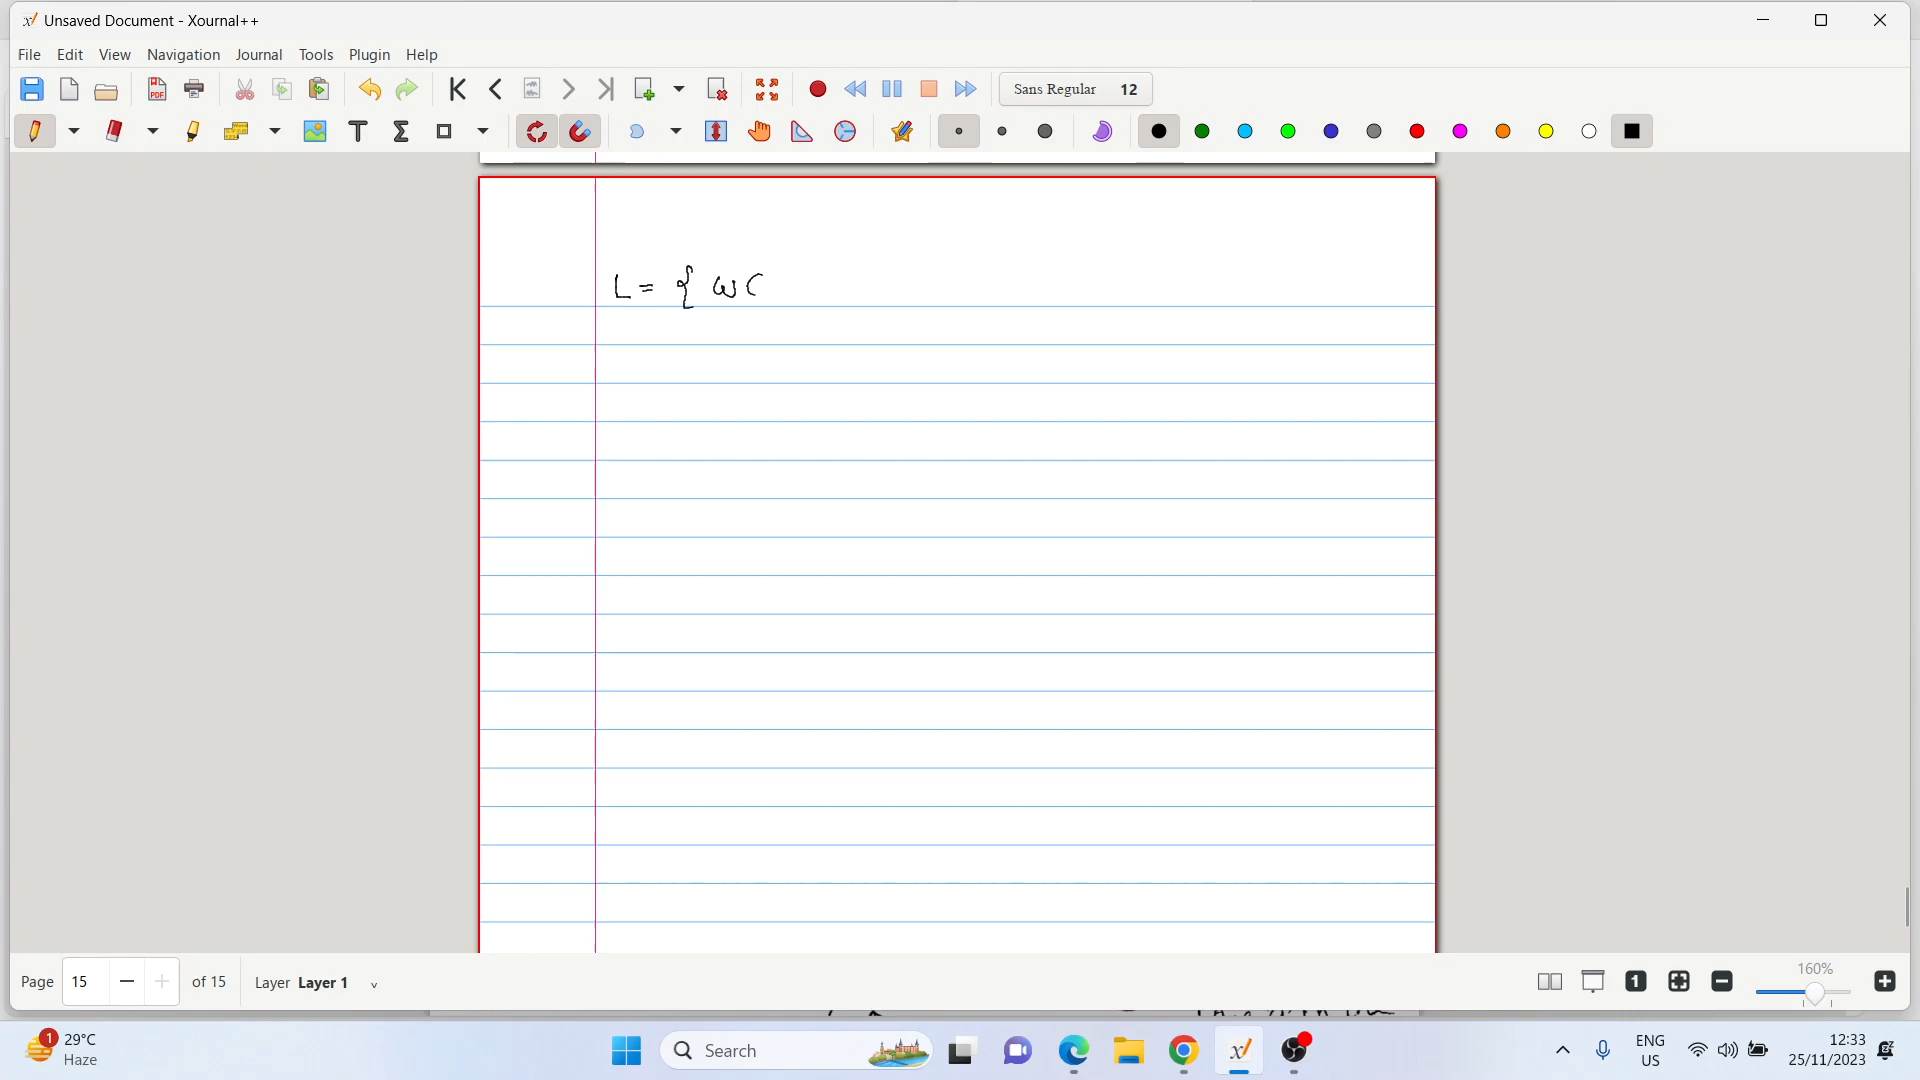 Unsaved Document - Xournal++
File Edit View Navigation Journal Tools Plugin Help
Sans Regular 12
L = { ω (
Page 15 of 15 Layer Layer 1
160%
1 29°C
Haze
Search
ENG
US
12:33
25/11/2023